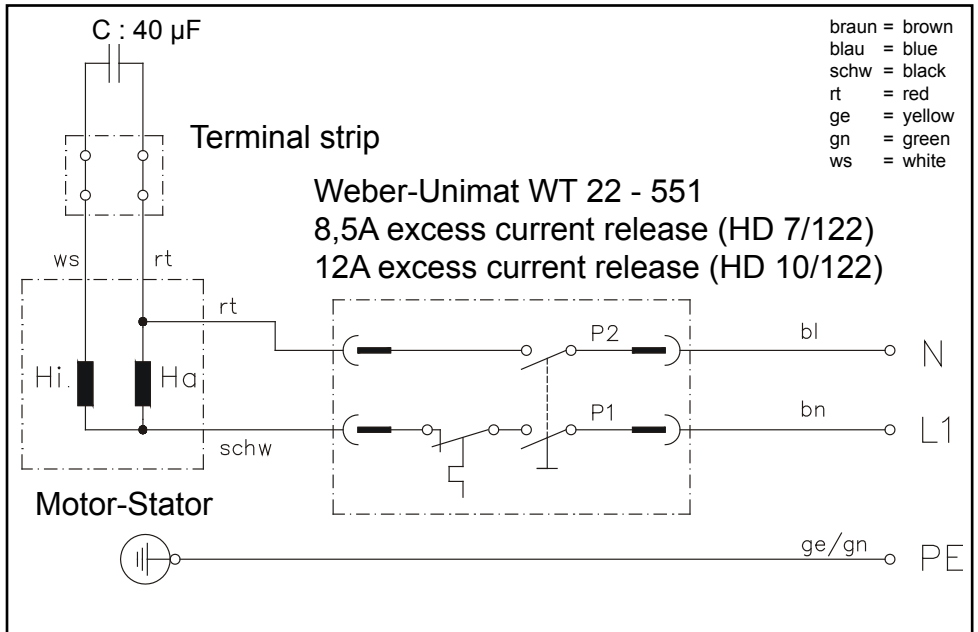 C : 40 µF
braun = brown
blau = blue
schw = black
rt = red
ge = yellow
gn = green
ws = white
Terminal strip
Weber-Unimat WT 22 - 551
8,5A excess current release (HD 7/122)
12A excess current release (HD 10/122)
ws rt
rt
P2
bl
N
Hi. Ha
schw
P1
bn
L1
Motor-Stator
ge/gn
PE